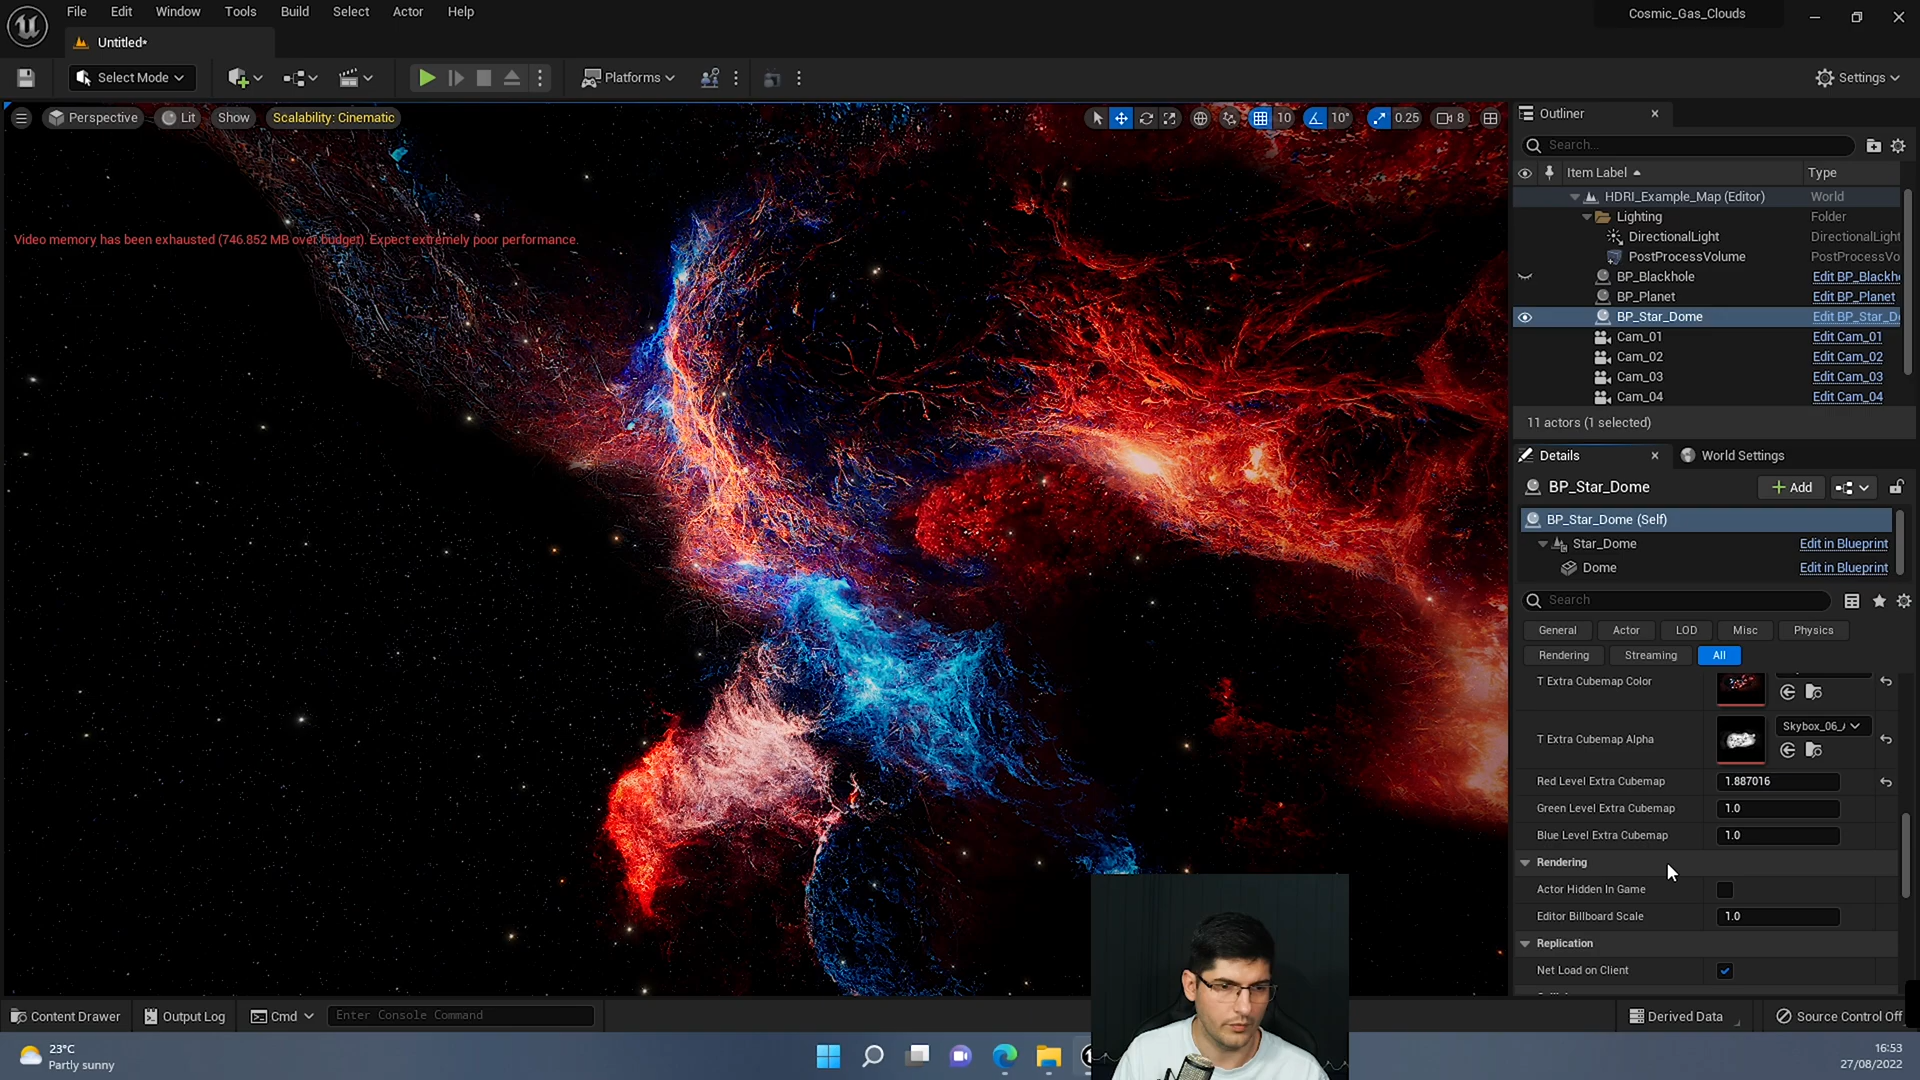 File Edit Window Tools Build Select Actor Help
Cosmic_Gas_Clouds
Untitled*
Select Mode
Platforms
Settings
Perspective Lit Show Scalability: Cinematic
10 10° 0.25 8
Video memory has been exhausted (746.852 MB over budget). Expect extremely poor performance.
Outliner
Search...
Item Label Type
HDRI_Example_Map (Editor) World
Lighting Folder
DirectionalLight DirectionalLight
PostProcessVolume PostProcessVo
BP_Blackhole Edit BP_Blackh
BP_Planet Edit BP_Planet
BP_Star_Dome Edit BP_Star_D
Cam_01 Edit Cam_01
Cam_02 Edit Cam_02
Cam_03 Edit Cam_03
Cam_04 Edit Cam_04
11 actors (1 selected)
Details World Settings
BP_Star_Dome
Add
BP_Star_Dome (Self)
Star_Dome Edit in Blueprint
Dome Edit in Blueprint
Search
General Actor LOD Misc Physics
Rendering Streaming All
T Extra Cubemap Color
T Extra Cubemap Alpha Skybox_06_
Red Level Extra Cubemap 1.887016
Green Level Extra Cubemap 1.0
Blue Level Extra Cubemap 1.0
Rendering
Actor Hidden In Game
Editor Billboard Scale 1.0
Replication
Net Load on Client
Content Drawer Output Log Cmd Enter Console Command
Derived Data Source Control Off
23°C
Partly sunny
16:53
27/08/2022